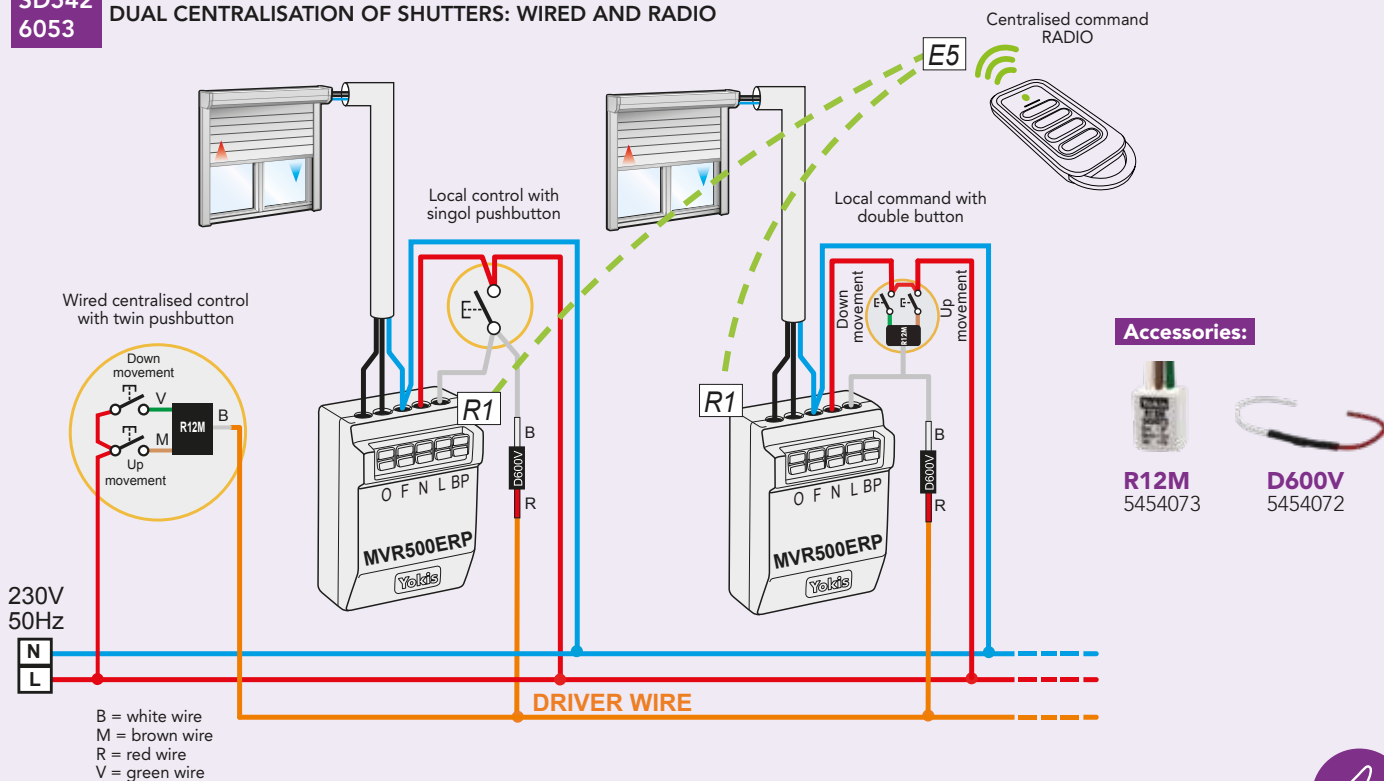 3D342
6053
DUAL CENTRALISATION OF SHUTTERS: WIRED AND RADIO
Centralised command
RADIO
E5
Local control with
singol pushbutton
Local command with
double button
Wired centralised control
with twin pushbutton
Down
movement
V
M
R12M
B
Up
movement
R1
B
D600V
R
O F N L BP
MVR500ERP
Yokis
Down
movement
Up
movement
R12M
R1
B
D600V
R
O F N L BP
MVR500ERP
Yokis
Accessories:
R12M
5454073
D600V
5454072
230V
50Hz
N
L
DRIVER WIRE
B = white wire
M = brown wire
R = red wire
V = green wire